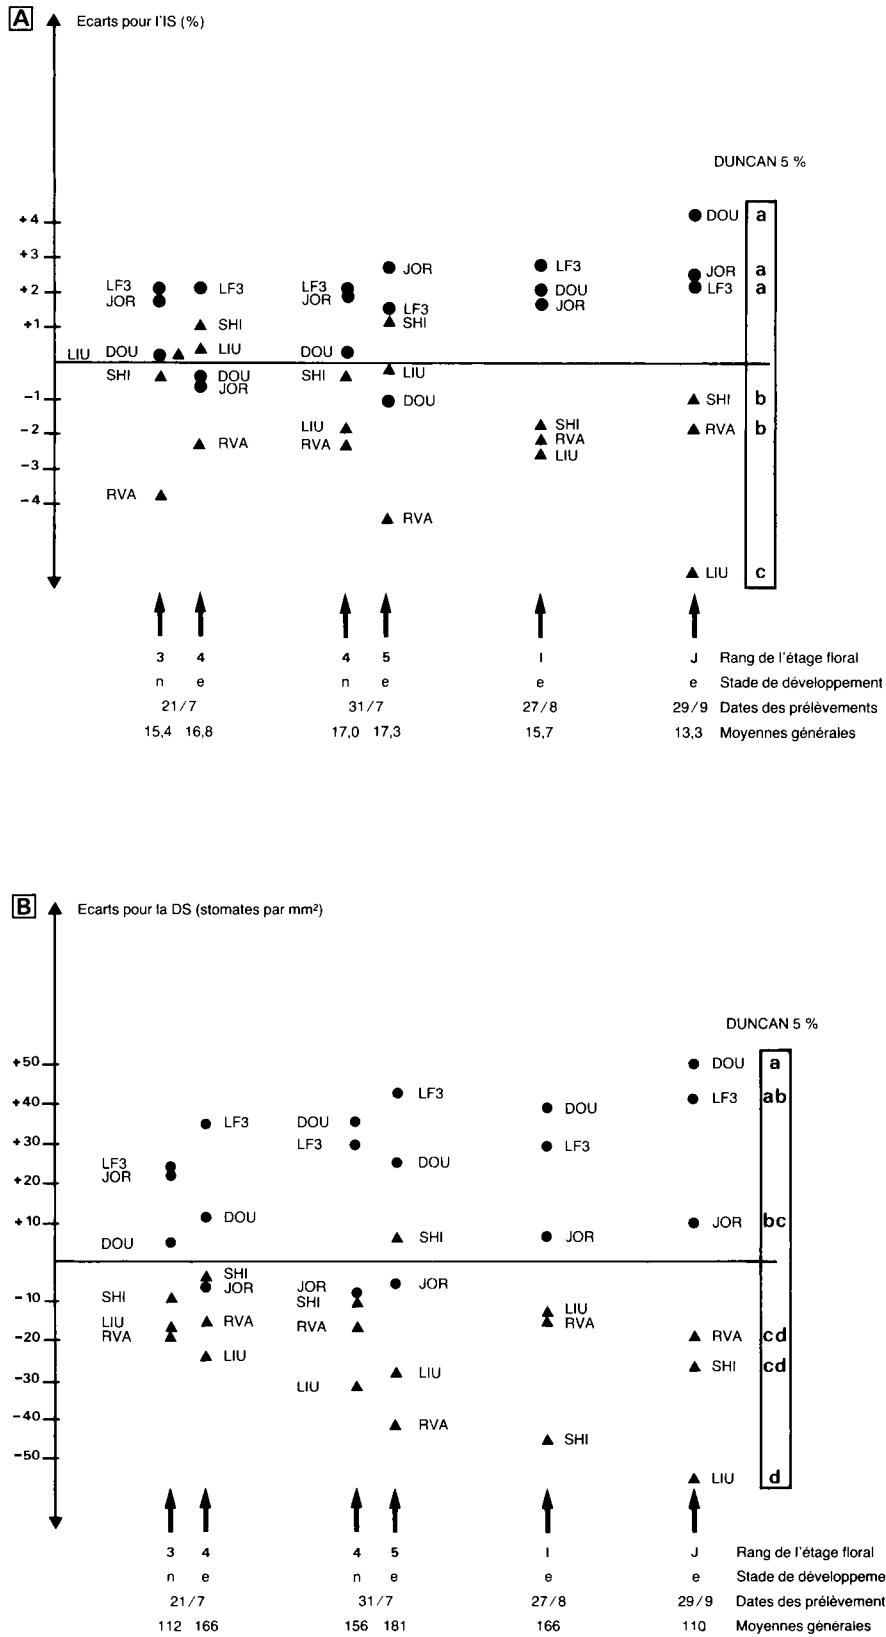 A Ecarts pour l'IS (%)
DUNCAN 5 %
+4 DOU a
+3
JOR
LF3 JOR a
LF3 LF3 LF3 +2 DOU LF3 a
JOR JOR JOR
LF3
+1 SHI SHI
LIU DOU LIU DOU
SHI DOU SHI LIU
JOR
-1 DOU SHI b
-2 LIU SHI RVA b
RVA RVA RVA
-3 LIU
RVA
-4
RVA
LIU c
3 4 4 5 I J Rang de l'étage floral
n e n e e e Stade de développement
21/7 31/7 27/8 29/9 Dates des prélèvements
15,4 16,8 17,0 17,3 15,7 13,3 Moyennes générales
B Ecarts pour la DS (stomates par mm²)
DUNCAN 5 %
+50 DOU a
+40 LF3 DOU LF3 ab
LF3 DOU
+30 LF3 LF3
LF3 DOU
JOR
+20
+10 DOU JOR bc
DOU SHI JOR
SHI
JOR JOR JOR
-10 SHI SHI LIU
LIU RVA RVA RVA
-20 RVA RVA cd
LIU LIU SHI cd
-30 LIU
-40 RVA
SHI
-50
LIU d
3 4 4 5 I J Rang de l'étage floral
n e n e e e Stade de développeme
21/7 31/7 27/8 29/9 Dates des prélèvement
112 166 156 181 166 110 Moyennes générales